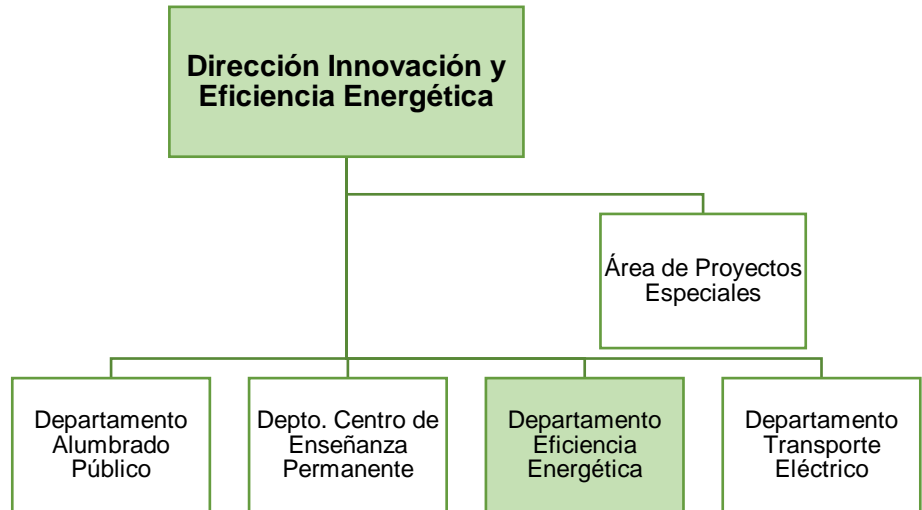 Dirección Innovación y
Eficiencia Energética
Área de Proyectos
Especiales
Departamento
Alumbrado
Público
Depto. Centro de
Enseñanza
Permanente
Departamento
Eficiencia
Energética
Departamento
Transporte
Eléctrico